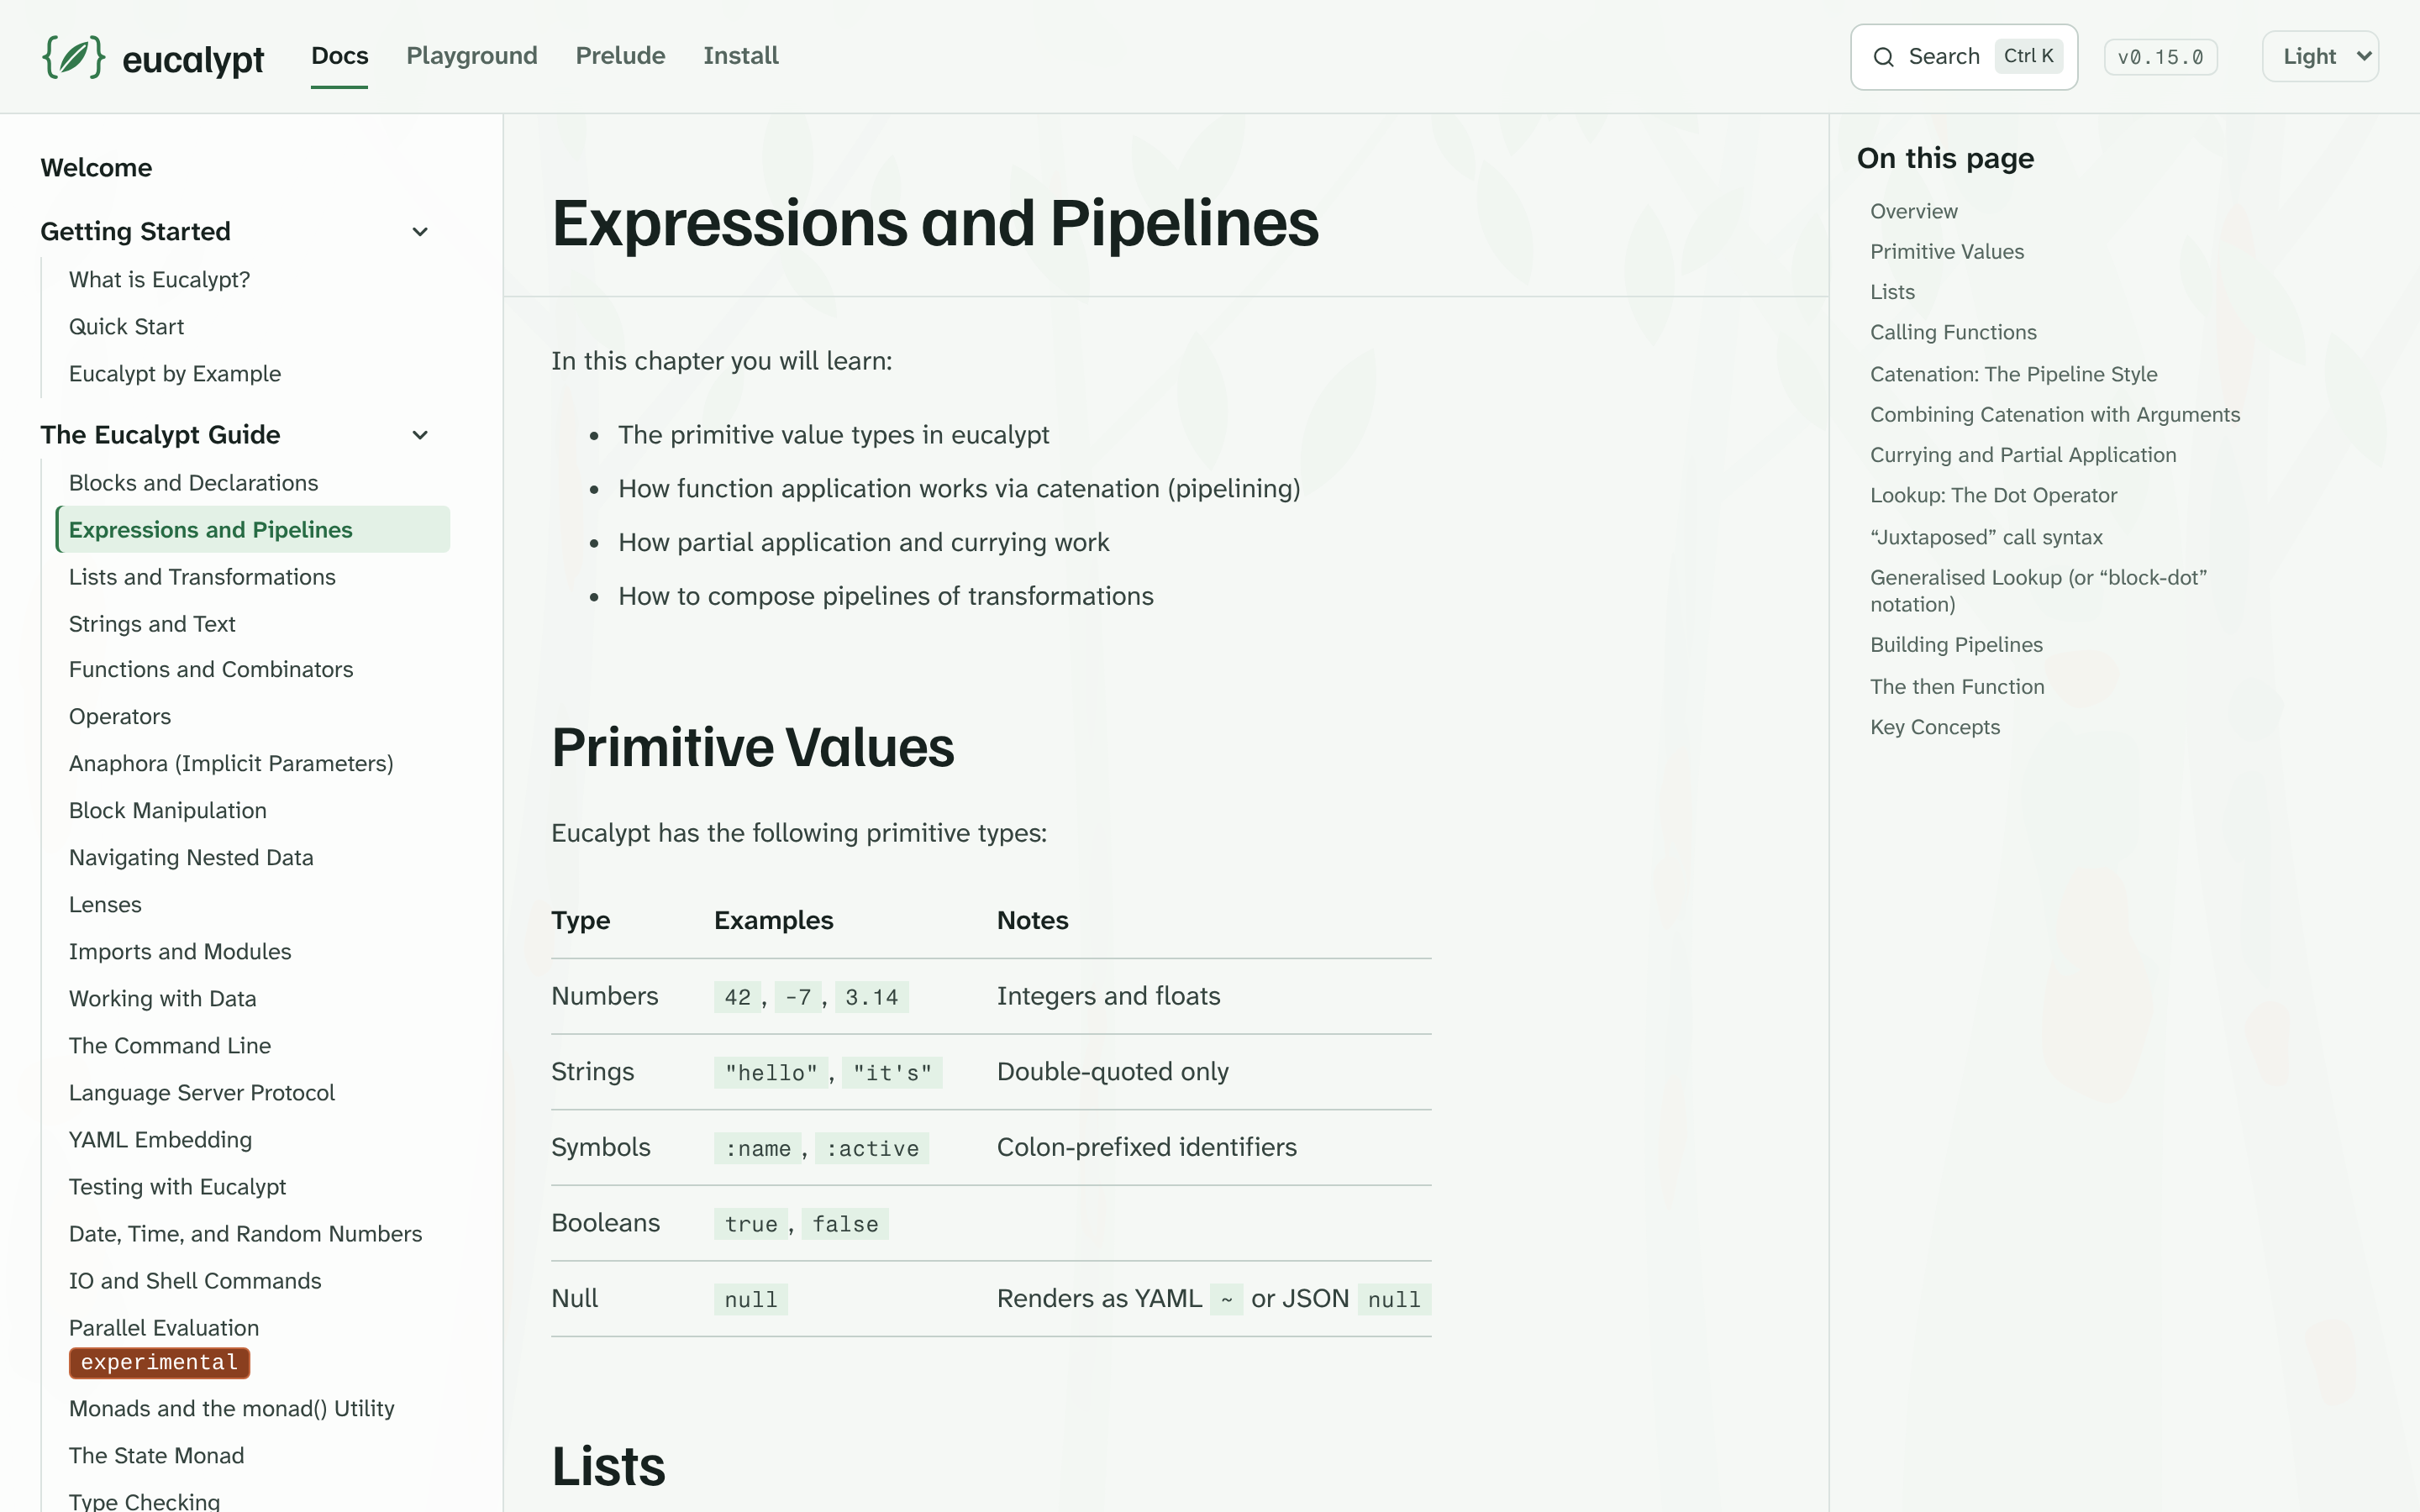 eucalypt Docs Playground Prelude Install Search Ctrl K v0.15.0 Light
Welcome
Getting Started
What is Eucalypt?
Quick Start
Eucalypt by Example
The Eucalypt Guide
Blocks and Declarations
Expressions and Pipelines
Lists and Transformations
Strings and Text
Functions and Combinators
Operators
Anaphora (Implicit Parameters)
Block Manipulation
Navigating Nested Data
Lenses
Imports and Modules
Working with Data
The Command Line
Language Server Protocol
YAML Embedding
Testing with Eucalypt
Date, Time, and Random Numbers
IO and Shell Commands
Parallel Evaluation
experimental
Monads and the monad() Utility
The State Monad
Type Checking
Expressions and Pipelines
In this chapter you will learn:
• The primitive value types in eucalypt
• How function application works via catenation (pipelining)
• How partial application and currying work
• How to compose pipelines of transformations
Primitive Values
Eucalypt has the following primitive types:
Type Examples Notes
Numbers 42, -7, 3.14 Integers and floats
Strings "hello", "it's" Double-quoted only
Symbols :name, :active Colon-prefixed identifiers
Booleans true, false
Null null Renders as YAML ~ or JSON null
Lists
On this page
Overview
Primitive Values
Lists
Calling Functions
Catenation: The Pipeline Style
Combining Catenation with Arguments
Currying and Partial Application
Lookup: The Dot Operator
“Juxtaposed” call syntax
Generalised Lookup (or “block-dot”
notation)
Building Pipelines
The then Function
Key Concepts